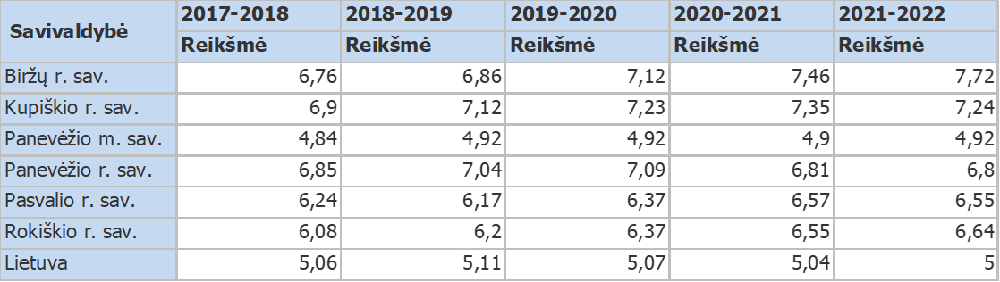 Savivaldybė 2017-2018 2018-2019 2019-2020 2020-2021 2021-2022
Reikšmė Reikšmė Reikšmė Reikšmė Reikšmė
Biržų r. sav. 6,76 6,86 7,12 7,46 7,72
Kupiškio r. sav. 6,9 7,12 7,23 7,35 7,24
Panevėžio m. sav. 4,84 4,92 4,92 4,9 4,92
Panevėžio r. sav. 6,85 7,04 7,09 6,81 6,8
Pasvalio r. sav. 6,24 6,17 6,37 6,57 6,55
Rokiškio r. sav. 6,08 6,2 6,37 6,55 6,64
Lietuva 5,06 5,11 5,07 5,04 5